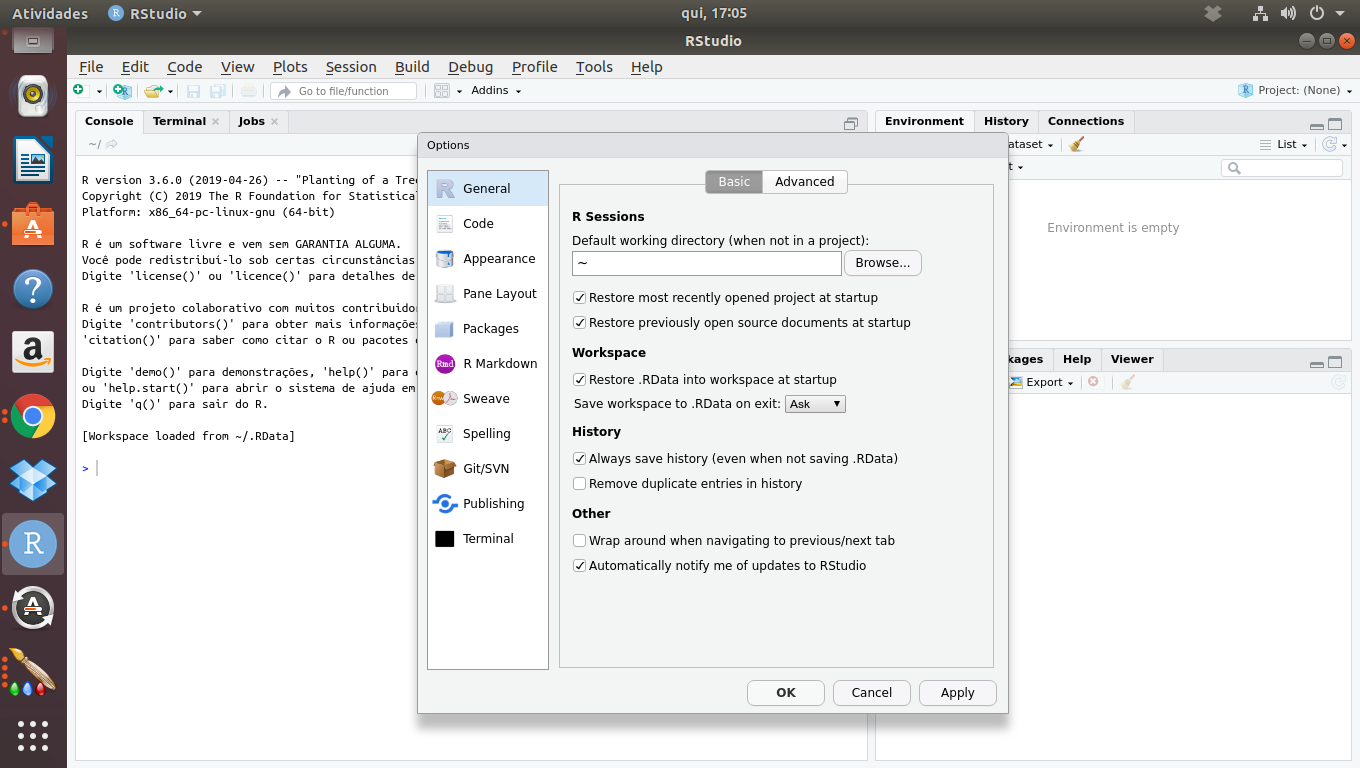 Atividades RStudio qui, 17:05
RStudio
File Edit Code View Plots Session Build Debug Profile Tools Help
Go to file/function Addins Project: (None)
Console Terminal Jobs
~/
R version 3.6.0 (2019-04-26) -- "Planting of a Tree
Copyright (C) 2019 The R Foundation for Statistical
Platform: x86_64-pc-linux-gnu (64-bit)
R é um software livre e vem sem GARANTIA ALGUMA.
Você pode redistribuí-lo sob certas circunstâncias
Digite 'license()' ou 'licence()' para detalhes de
R é um projeto colaborativo com muitos contribuidor
Digite 'contributors()' para obter mais informações
'citation()' para saber como citar o R ou pacotes
Digite 'demo()' para demonstrações, 'help()' para
ou 'help.start()' para abrir o sistema de ajuda em
Digite 'q()' para sair do R.
[Workspace loaded from ~/.RData]
>
Options
General
Code
Appearance
Pane Layout
Packages
R Markdown
Sweave
Spelling
Git/SVN
Publishing
Terminal
Basic Advanced
R Sessions
Default working directory (when not in a project):
~ Browse...
Restore most recently opened project at startup
Restore previously open source documents at startup
Workspace
Restore .RData into workspace at startup
Save workspace to .RData on exit: Ask
History
Always save history (even when not saving .RData)
Remove duplicate entries in history
Other
Wrap around when navigating to previous/next tab
Automatically notify me of updates to RStudio
OK Cancel Apply
Environment History Connections
ataset List
Environment is empty
kages Help Viewer
Export